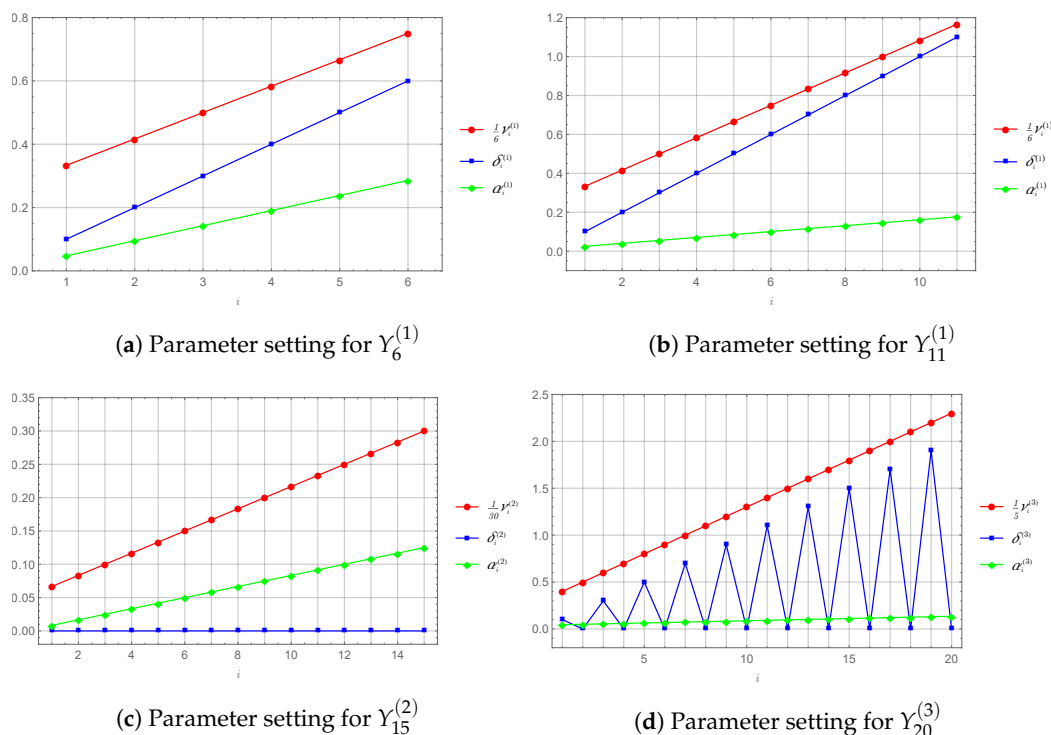 0.8
0.6
0.4
0.2
0.0
1 2 3 4 5 6
i
1/6 ν_i^(1)
δ_i^(1)
α_i^(1)
(a) Parameter setting for Y_6^(1)
1.2
1.0
0.8
0.6
0.4
0.2
0.0
2 4 6 8 10
i
1/6 ν_i^(1)
δ_i^(1)
α_i^(1)
(b) Parameter setting for Y_11^(1)
0.35
0.30
0.25
0.20
0.15
0.10
0.05
0.00
2 4 6 8 10 12 14
i
1/30 ν_i^(2)
δ_i^(2)
α_i^(2)
(c) Parameter setting for Y_15^(2)
2.5
2.0
1.5
1.0
0.5
0.0
5 10 15 20
i
1/5 ν_i^(3)
δ_i^(3)
α_i^(3)
(d) Parameter setting for Y_20^(3)